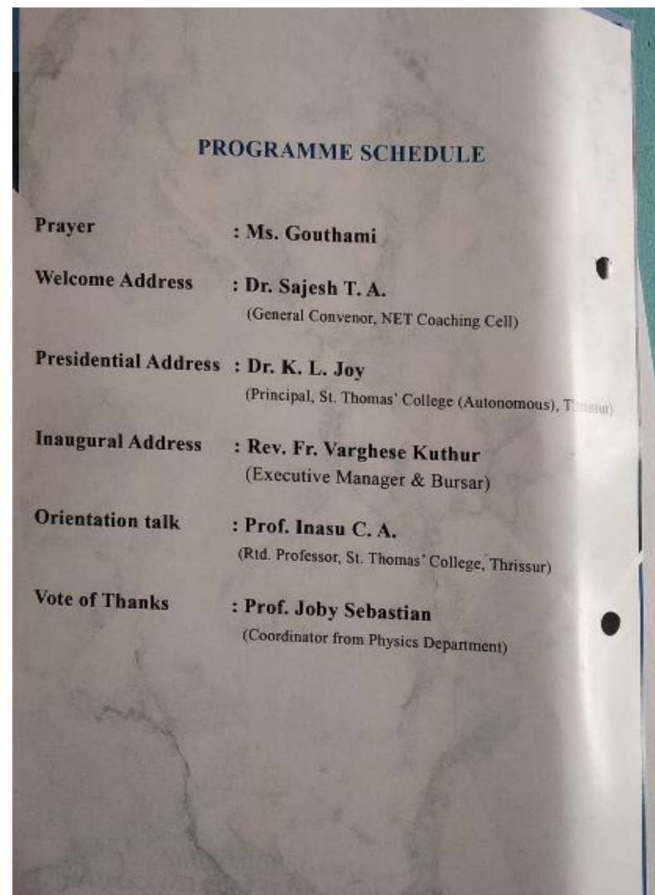 PROGRAMME SCHEDULE
Prayer : Ms. Gouthami
Welcome Address : Dr. Sajesh T. A.
(General Convenor, NET Coaching Cell)
Presidential Address : Dr. K. L. Joy
(Principal, St. Thomas' College (Autonomous), Thrissur)
Inaugural Address : Rev. Fr. Varghese Kuthur
(Executive Manager & Bursar)
Orientation talk : Prof. Inasu C. A.
(Rtd. Professor, St. Thomas' College, Thrissur)
Vote of Thanks : Prof. Joby Sebastian
(Coordinator from Physics Department)